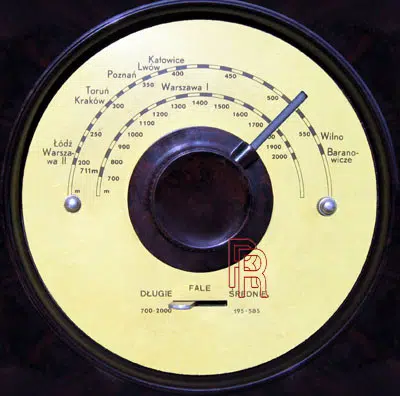 Katowice
Lwów
Poznań
Toruń
Kraków
Łódź
Warsza-
wa II
Wilno
Barano-
wicze
200
250
300
350
400
450
500
550
m
Warszawa I
711m
700
800
900
1000
1100
1200
1300
1400
1500
1600
1700
1900
2000
m
DŁUGIE
FALE
ŚREDNIE
700-2000
195-585